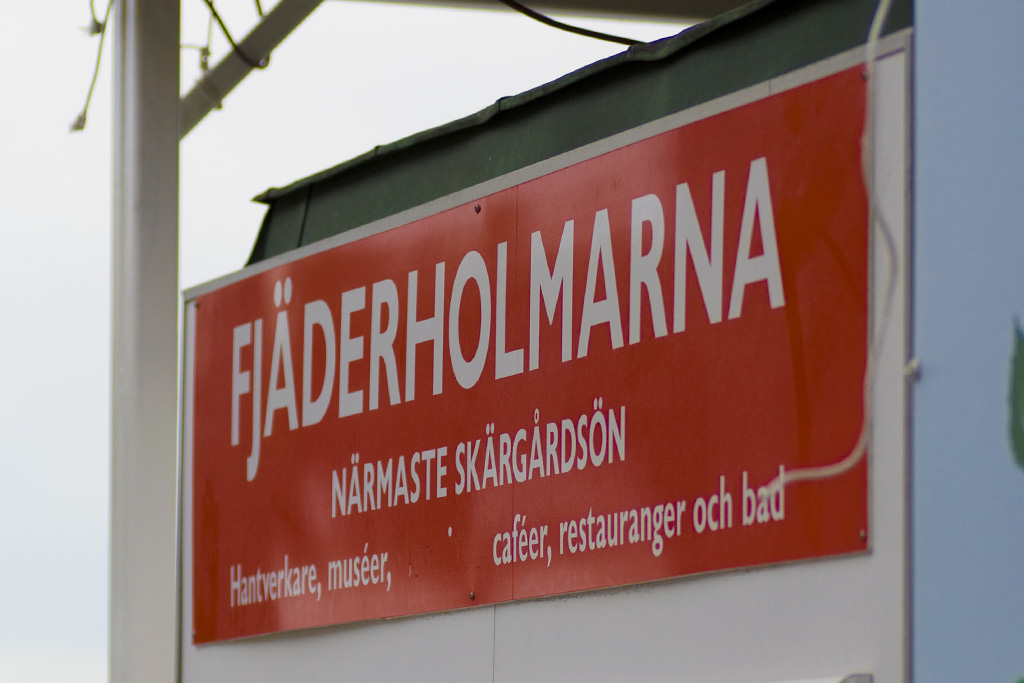 FJÄDERHOLMARNA
NÄRMASTE SKÄRGÅRDSÖN
Hantverkare, muséer, caféer, restauranger och bad